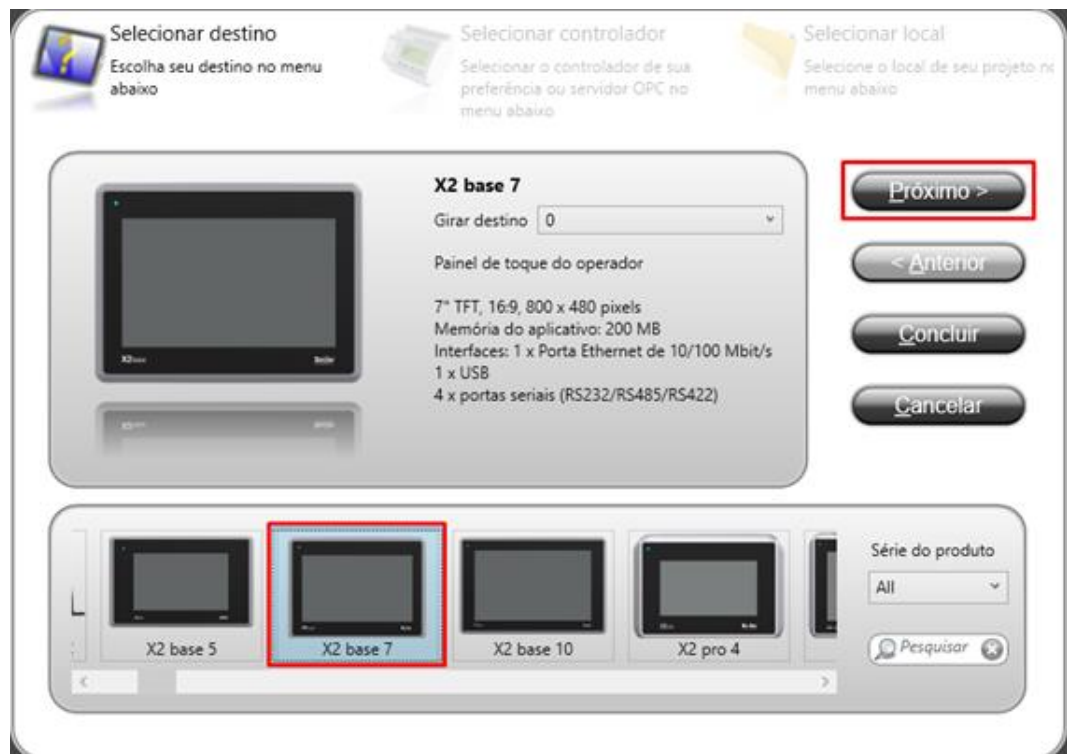 Selecionar destino
Escolha seu destino no menu
abaixo
Selecionar controlador
Selecionar o controlador de sua
preferência ou servidor OPC no
menu abaixo
Selecionar local
Selecione o local de seu projeto no
menu abaixo
X2 base 7
Girar destino 0
Painel de toque do operador
7" TFT, 16:9, 800 x 480 pixels
Memória do aplicativo: 200 MB
Interfaces: 1 x Porta Ethernet de 10/100 Mbit/s
1 x USB
4 x portas seriais (RS232/RS485/RS422)
Próximo >
< Anterior
Concluir
Cancelar
X2 base 5
X2 base 7
X2 base 10
X2 pro 4
Série do produto
All
Pesquisar